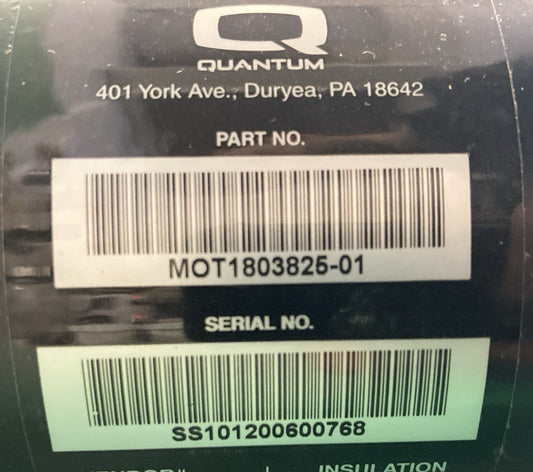 QUANTUM
401 York Ave., Duryea, PA 18642
PART NO.
MOT1803825-01
SERIAL NO.
SS101200600768
INSULATION